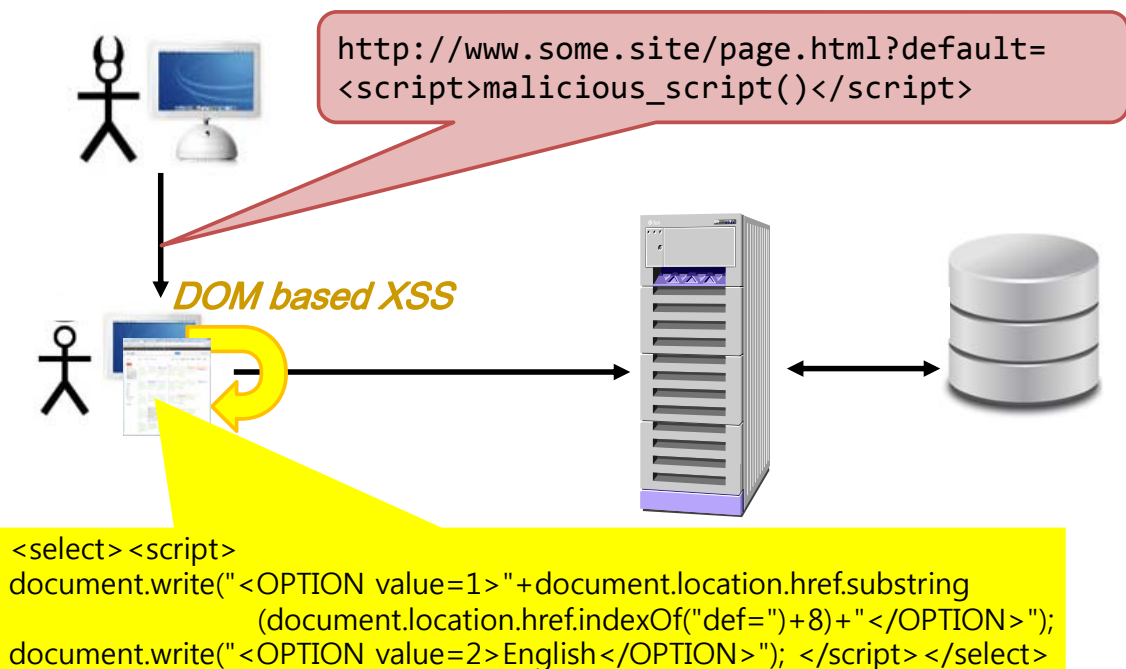 http://www.some.site/page.html?default=
<script>malicious_script()</script>
DOM based XSS
<select><script>
document.write("<OPTION value=1>"+document.location.href.substring
(document.location.href.indexOf("def=")+8)+"</OPTION>");
document.write("<OPTION value=2>English</OPTION>"); </script></select>